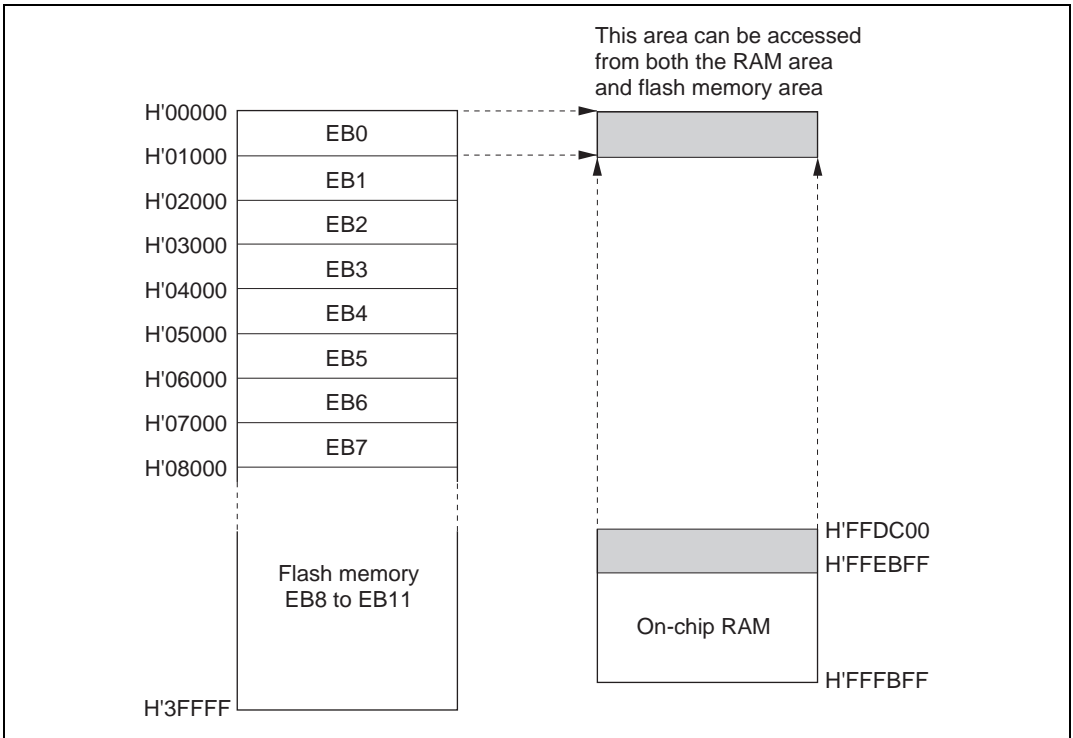 This area can be accessed
from both the RAM area
and flash memory area
H'00000
EB0
H'01000
EB1
H'02000
EB2
H'03000
EB3
H'04000
EB4
H'05000
EB5
H'06000
EB6
H'07000
EB7
H'08000
H'FFDC00
H'FFEBFF
Flash memory
EB8 to EB11
On-chip RAM
H'FFFBFF
H'3FFFF